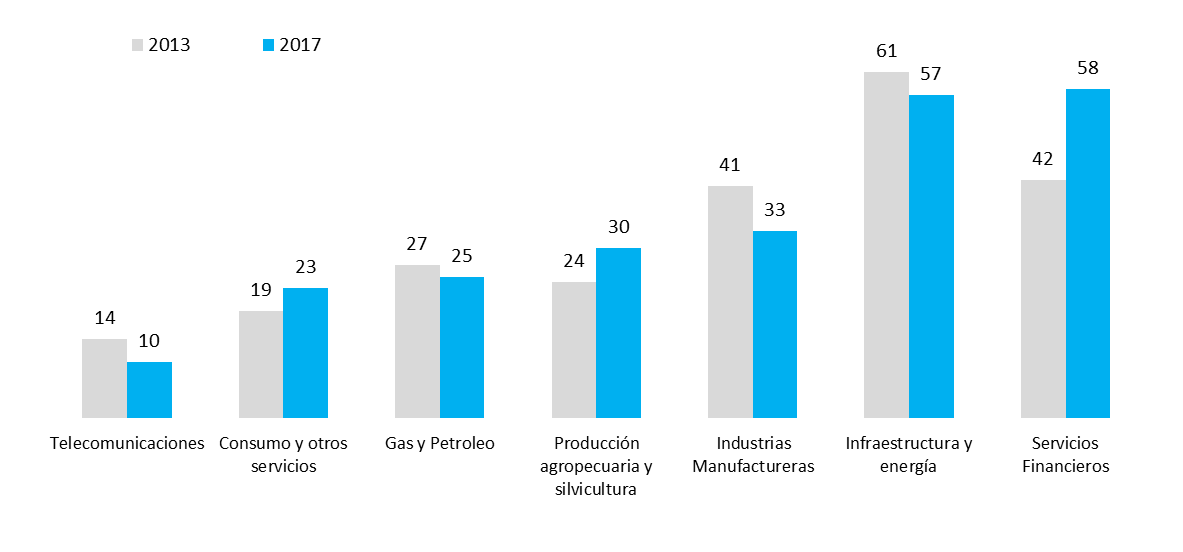 2013 2017
14 10
19 23
27 25
24 30
41 33
61 57
42 58
Telecomunicaciones
Consumo y otros
servicios
Gas y Petroleo
Producción
agropecuaria y
silvicultura
Industrias
Manufactureras
Infraestructura y
energía
Servicios
Financieros